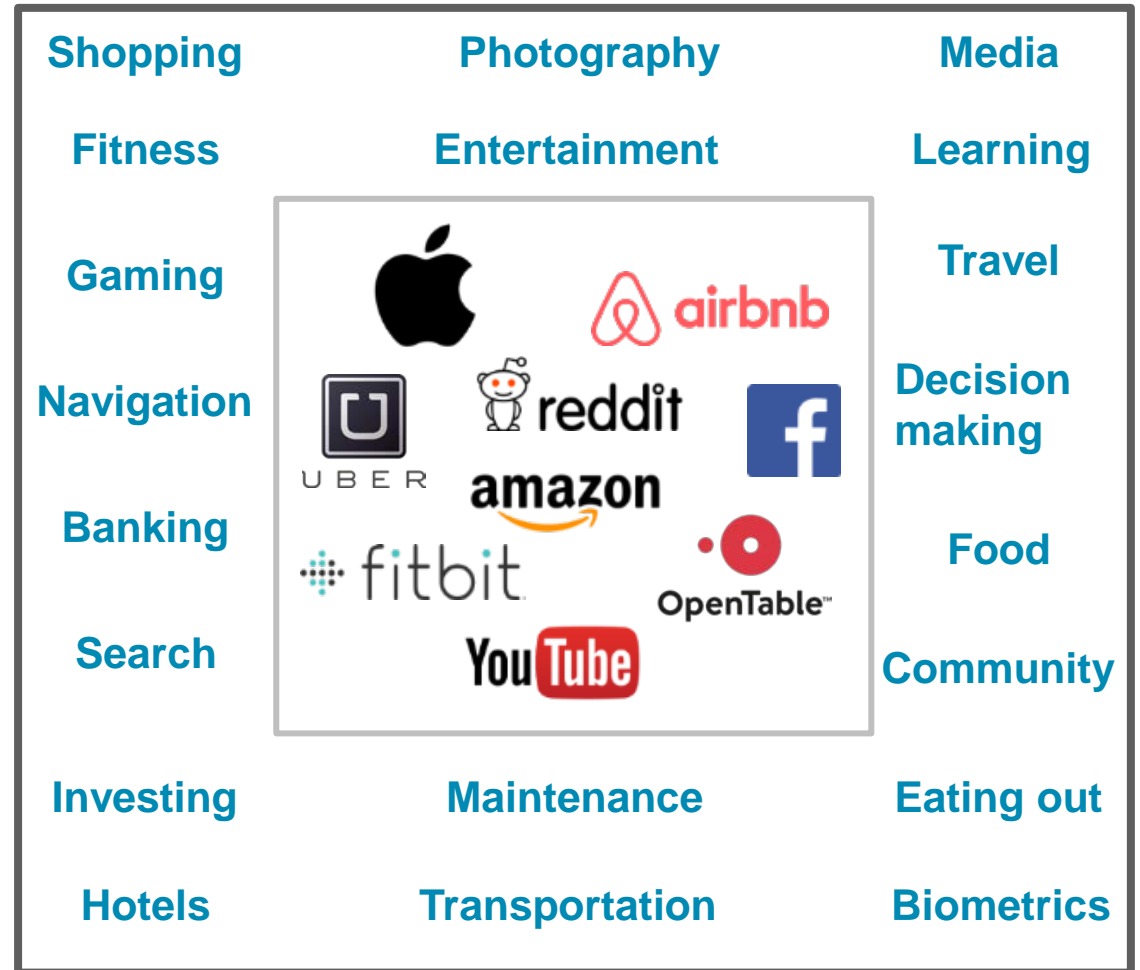 Shopping Photography Media
Fitness Entertainment Learning
Gaming
Travel
airbnb
Navigation
reddit
Decision
making
f
U
UBER
amazon
Banking
fitbit
OpenTable™
Food
Search
YouTube
Community
Investing Maintenance Eating out
Hotels Transportation Biometrics